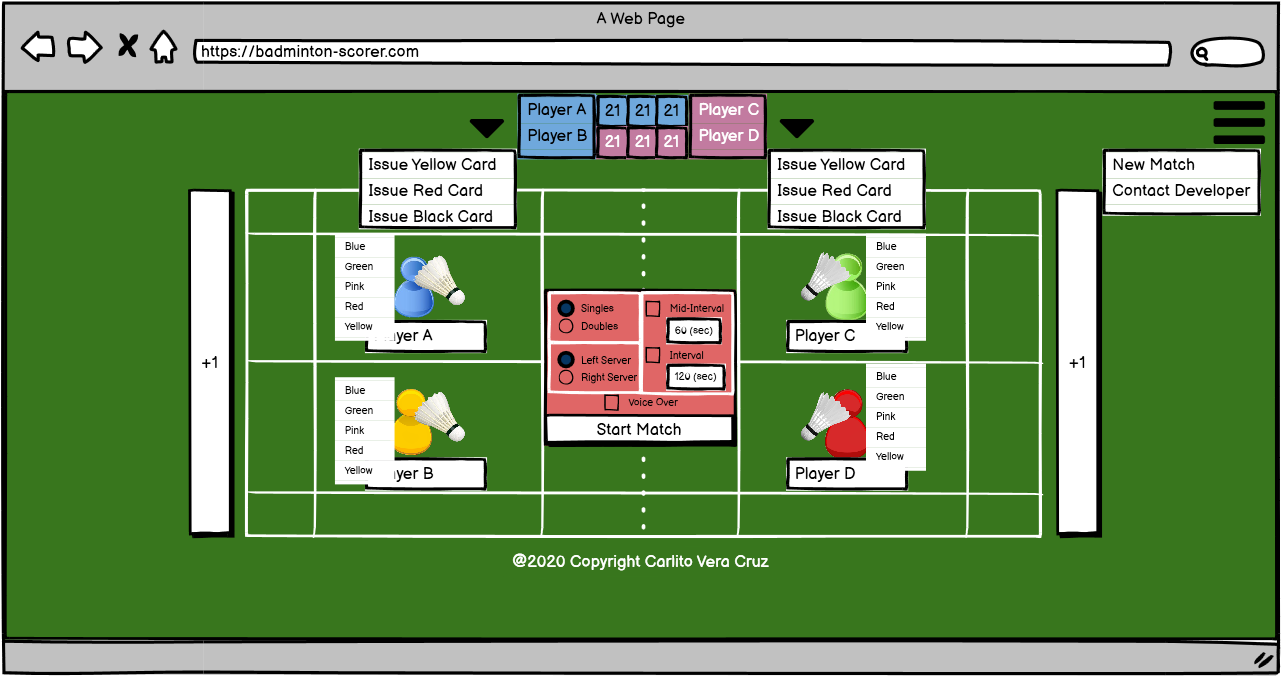 A Web Page
https://badminton-scorer.com
Player A 21 21 21 Player C
Player B 21 21 21 Player D
Issue Yellow Card
Issue Red Card
Issue Black Card
Issue Yellow Card
Issue Red Card
Issue Black Card
New Match
Contact Developer
+1
Blue
Green
Pink
Red
Yellow
ayer A
Blue
Green
Pink
Red
Yellow
ayer B
Singles
Doubles
Left Server
Right Server
Mid-Interval
60 (sec)
Interval
120 (sec)
Voice Over
Start Match
Blue
Green
Pink
Red
Yellow
Player C
Blue
Green
Pink
Red
Yellow
Player D
+1
@2020 Copyright Carlito Vera Cruz